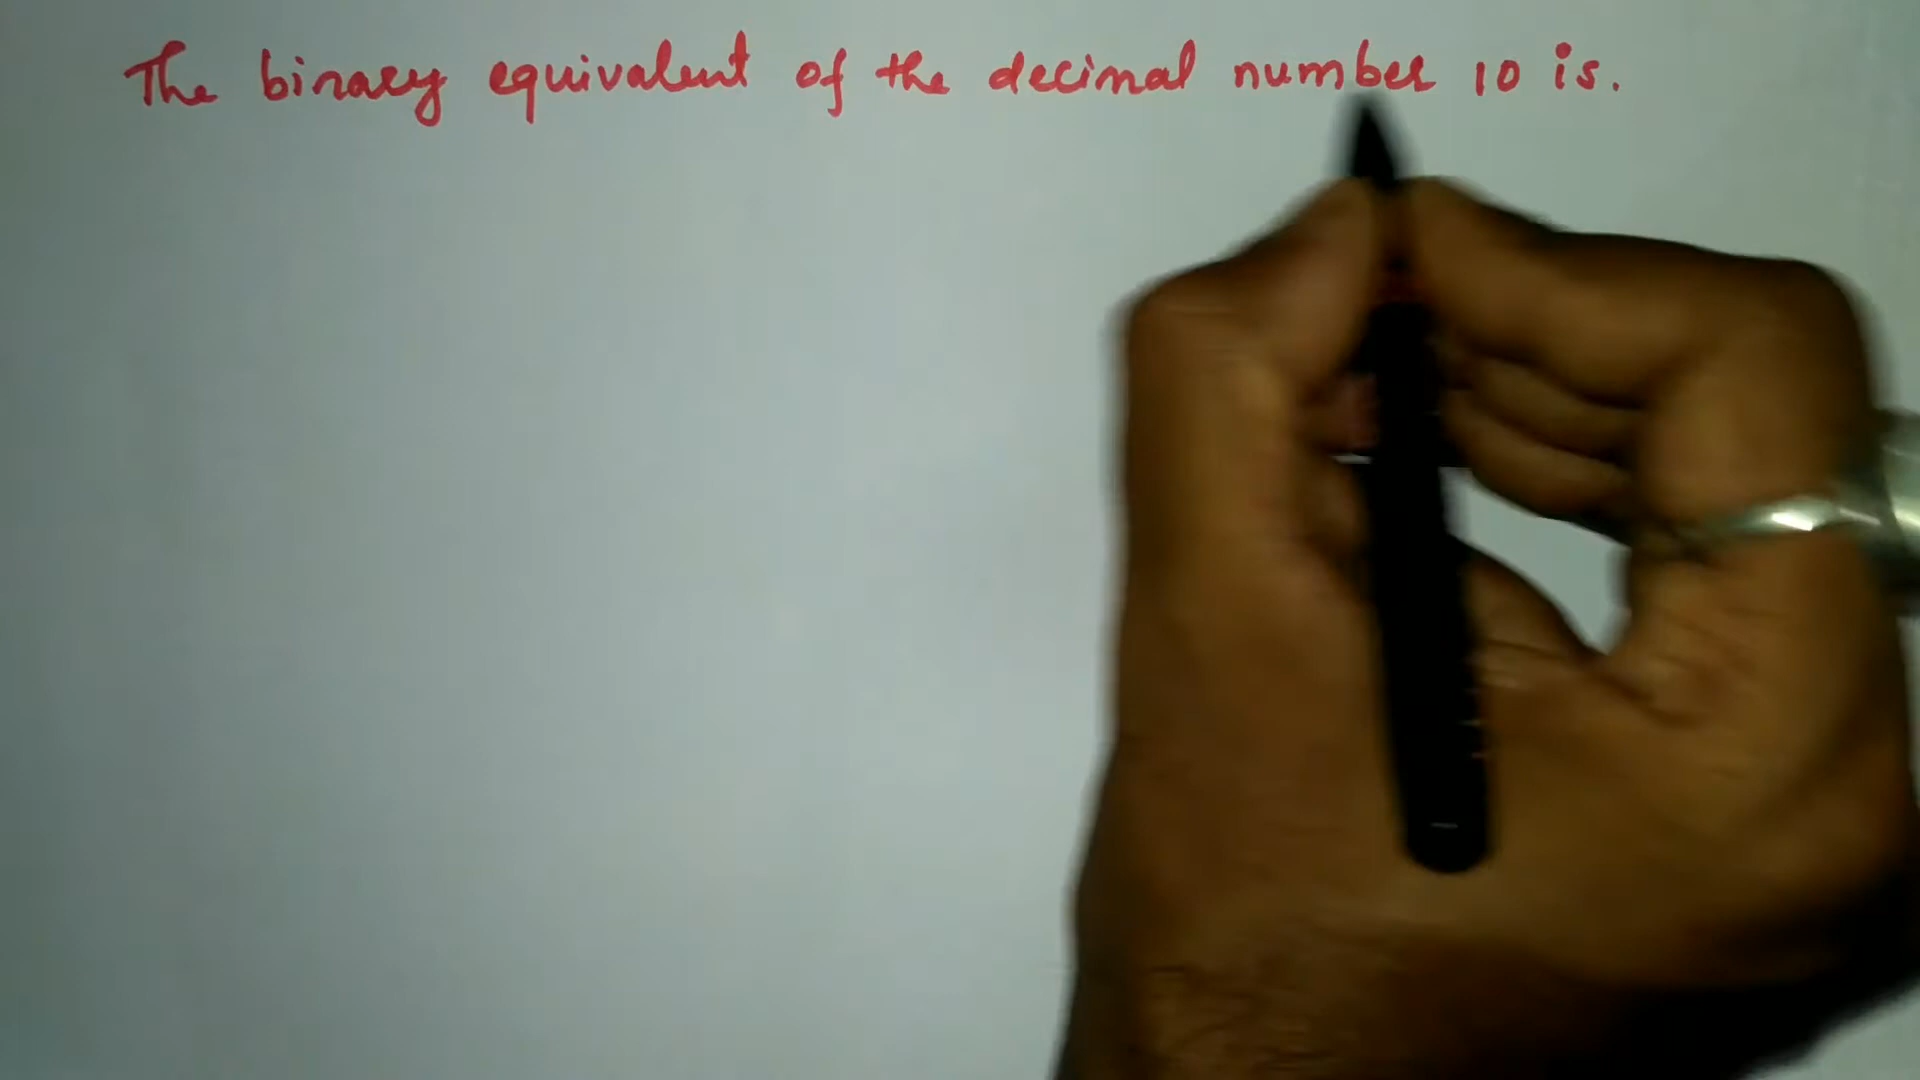 The binary equivalent of the decimal number 10 is.